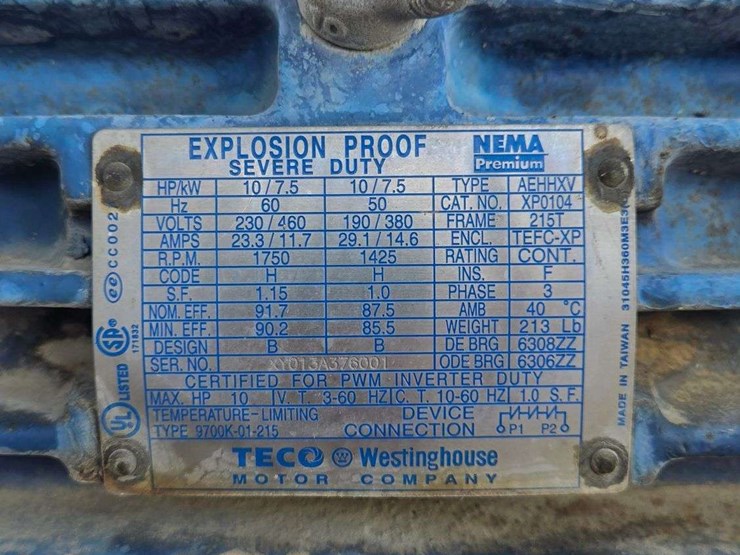 EXPLOSION PROOF
SEVERE DUTY
NEMA
Premium
HP/kW 10/7.5 10/7.5 TYPE AEHHXV
Hz 60 50 CAT. NO. XP0104
VOLTS 230/460 190/380 FRAME 215T
AMPS 23.3/11.7 29.1/14.6 ENCL. TEFC-XP
R.P.M. 1750 1425 RATING CONT.
CODE H H INS. F
S.F. 1.15 1.0 PHASE 3
NOM. EFF. 91.7 87.5 AMB 40 °C
MIN. EFF. 90.2 85.5 WEIGHT 213 Lb
DESIGN B B DE BRG 6308ZZ
SER. NO. XY013A376001 ODE BRG 6306ZZ
CERTIFIED FOR PWM INVERTER DUTY
MAX. HP 10 V. T. 3-60 HZ C. T. 10-60 HZ 1.0 S. F.
TEMPERATURE-LIMITING DEVICE
TYPE 9700K-01-215 CONNECTION P1 P2
TECO W Westinghouse
MOTOR COMPANY
ee CC002
SA
171832
UL LISTED
MADE IN TAIWAN